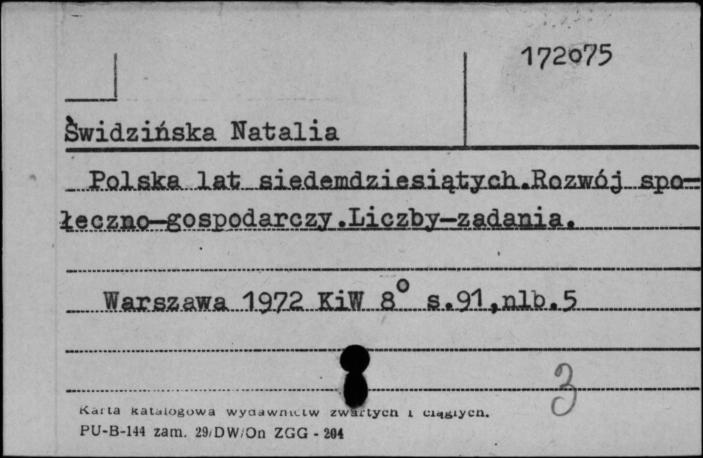 172075
Świdzińska Natalia
Polska lat siedemdziesiątych.Rozwój spo-
łeczno-gospodarczy.Liczby-zadania.
Warszawa 1972 KiW 8° s.91,nlb.5
3
Karta katalogowa wydawnictw zwartych i ciągłych.
PU-B-144 zam. 29/DW/On ZGG - 204